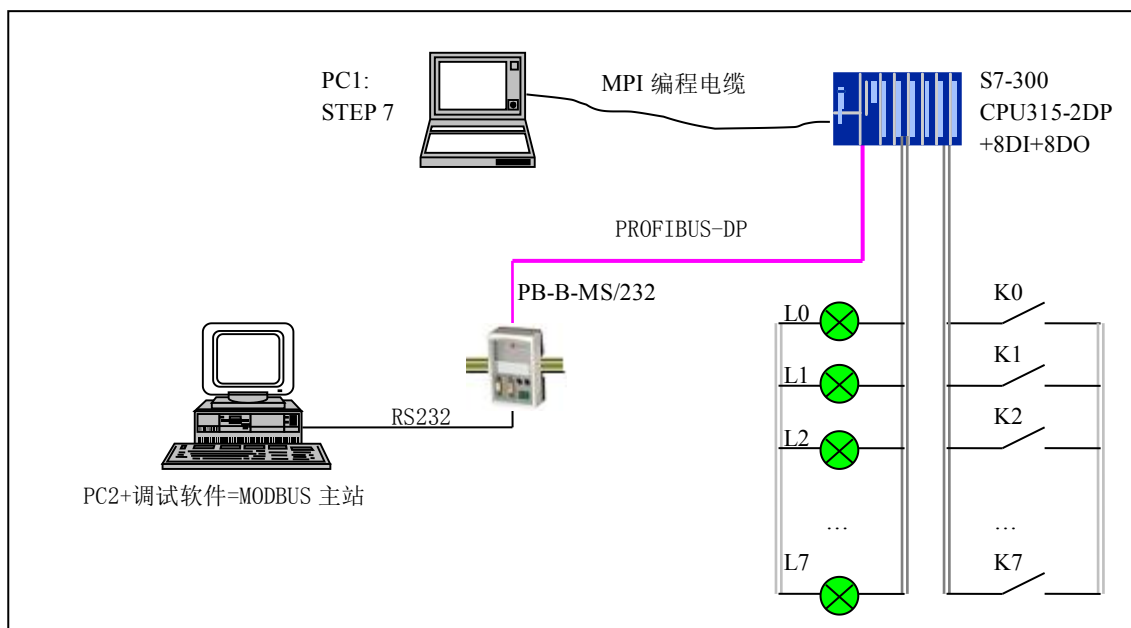 PC1:
STEP 7
MPI 编程电缆
S7-300
CPU315-2DP
+8DI+8DO
PROFIBUS-DP
PB-B-MS/232
RS232
PC2+调试软件=MODBUS 主站
L0
K0
L1
K1
L2
K2
…
…
L7
K7